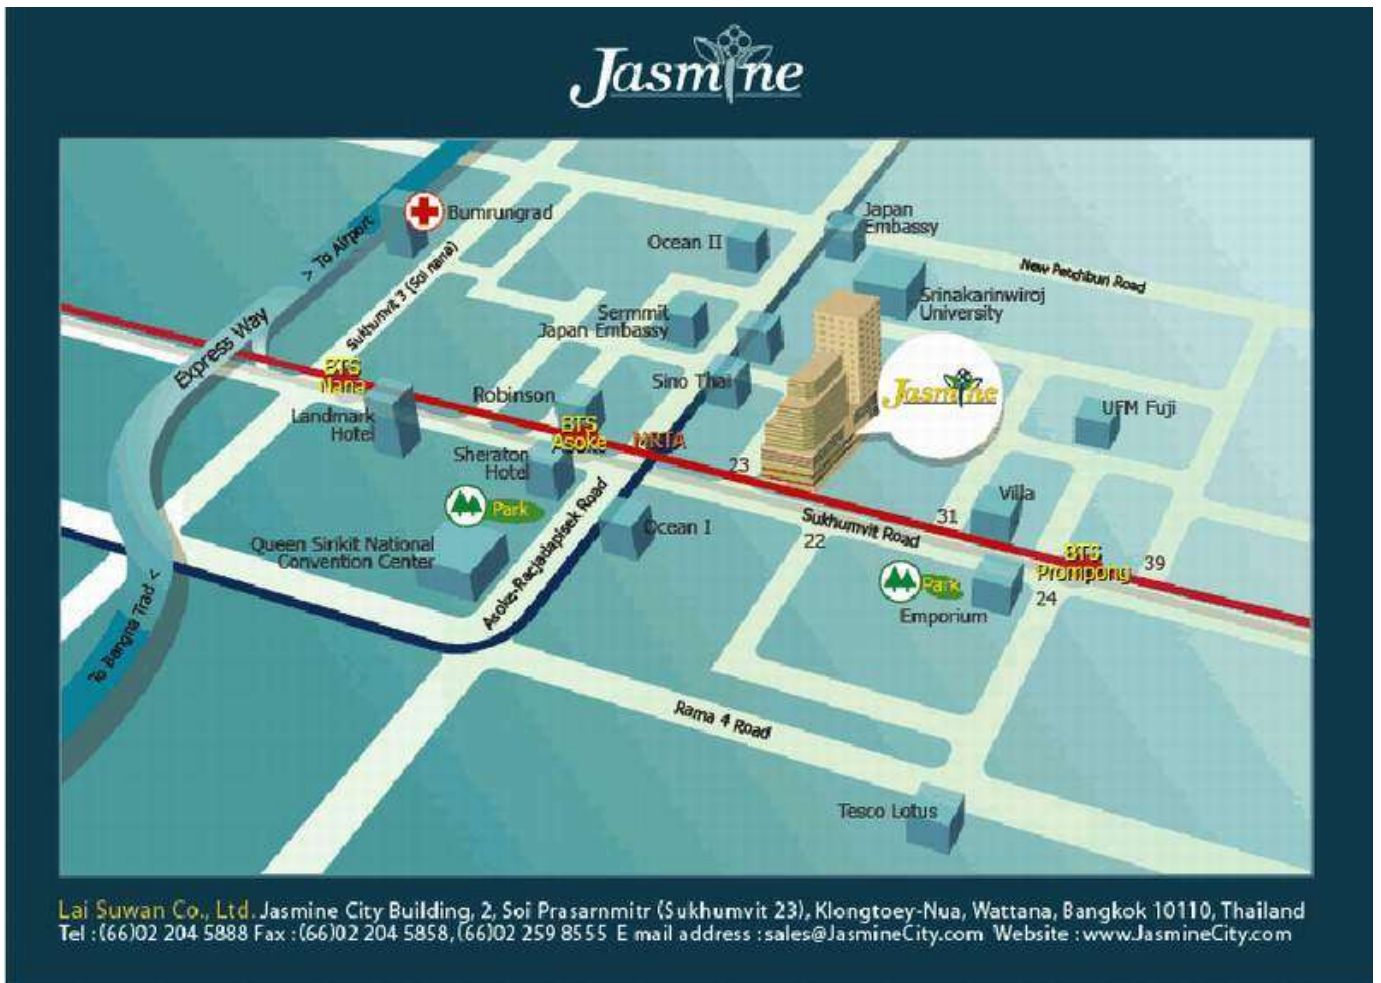 Jasmine
Bumrungrad
Japan
Embassy
Ocean II
> To Airport
Sukhumvit 3 (Soi nana)
New Petchburi Road
Srinakarinwiroj
University
Sermmit
Japan Embassy
Express Way
BTS
Nana
Sino Thai
Jasmine
Robinson
Landmark
Hotel
UFM Fuji
BTS
Asoke
MRTA
Sheraton
Hotel
23
Villa
Park
Asoke-Racjadapisek Road
Ocean I
Sukhumvit Road
31
22
Queen Sirikit National
Convention Center
BTS
Prompong
39
Park
24
Emporium
To Bangna Trad <
Rama 4 Road
Tesco Lotus
Lai Suwan Co., Ltd. Jasmine City Building, 2, Soi Prasarnmitr (Sukhumvit 23), Klongtoey-Nua, Wattana, Bangkok 10110, Thailand
Tel :(66)02 204 5888 Fax :(66)02 204 5858,(66)02 259 8555 E mail address :sales@JasmineCity.com Website :www.JasmineCity.com